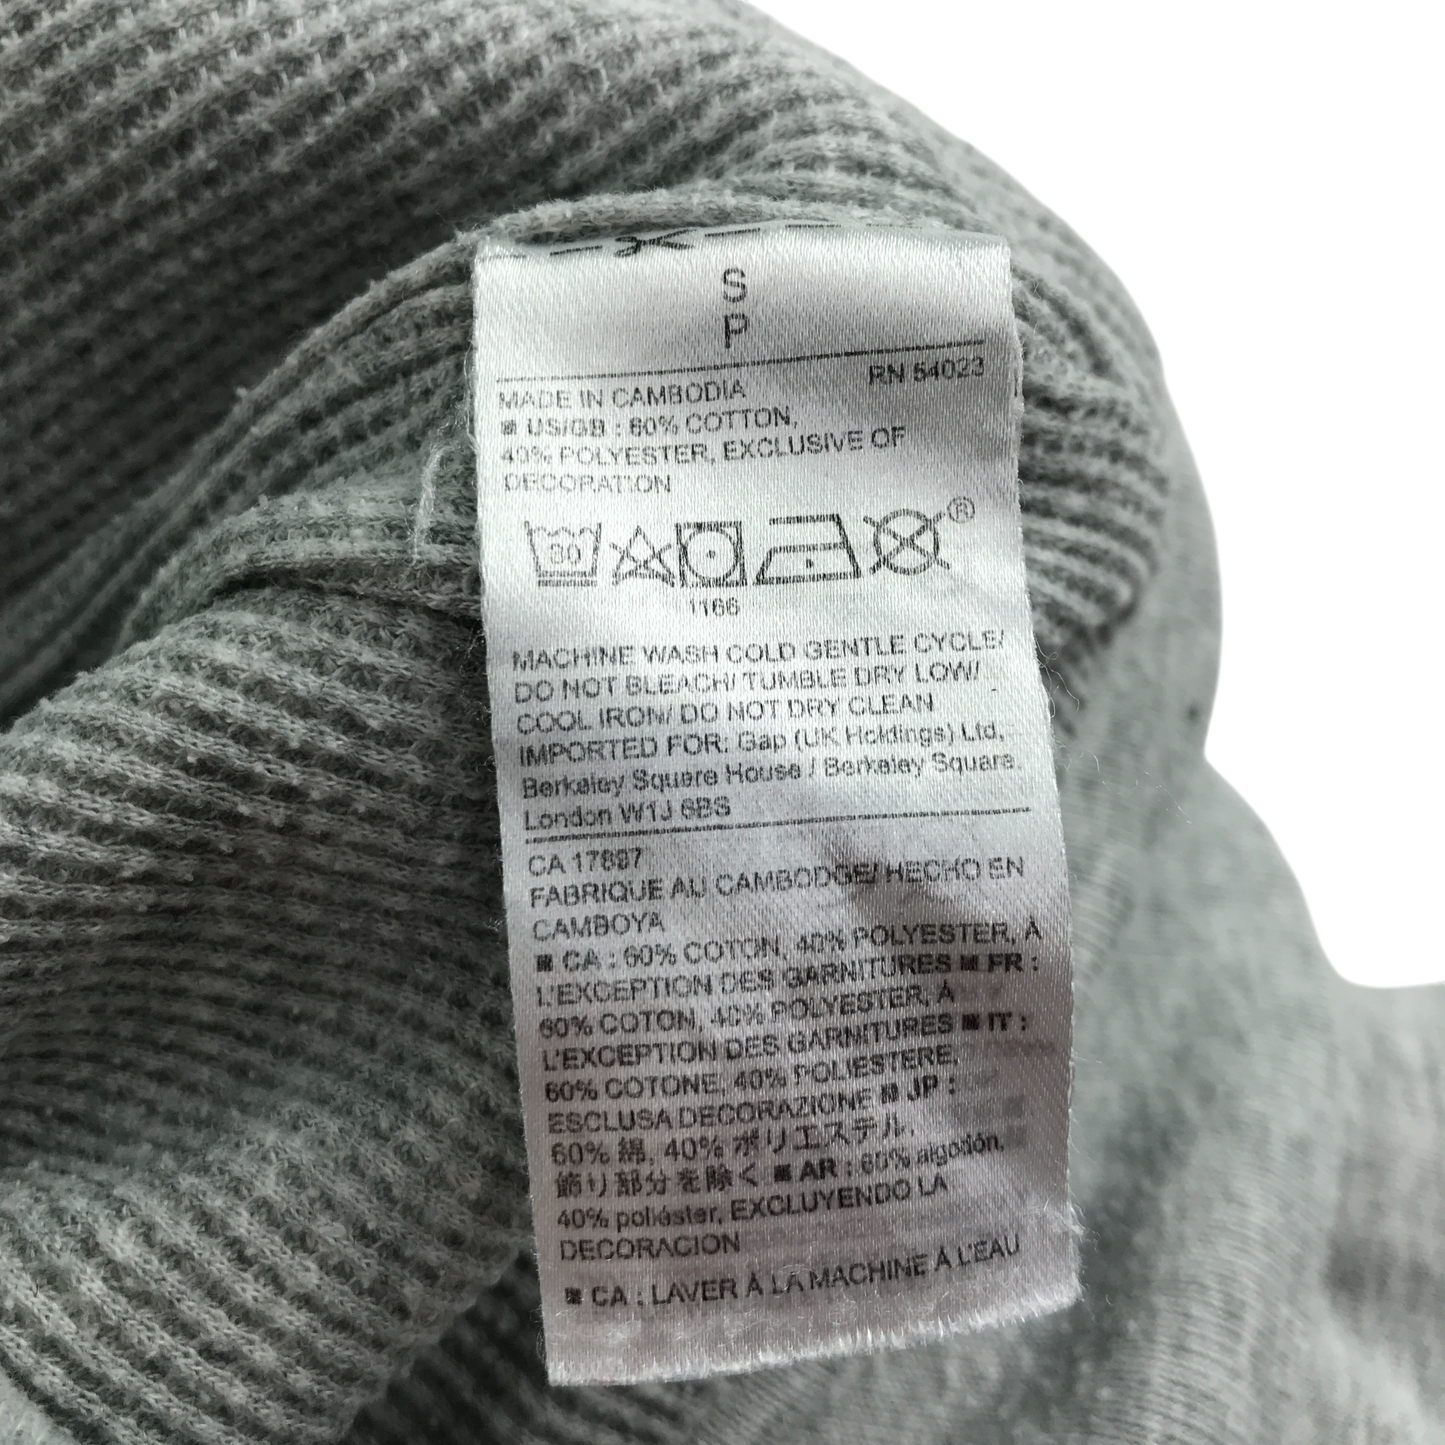 S
P
RN 54023
MADE IN CAMBODIA
■ US/GB : 60% COTTON,
40% POLYESTER, EXCLUSIVE OF
DECORATION
30
®
1166
MACHINE WASH COLD GENTLE CYCLE/
DO NOT BLEACH/ TUMBLE DRY LOW/
COOL IRON/ DO NOT DRY CLEAN
IMPORTED FOR: Gap (UK Holdings) Ltd,
Berkeley Square House / Berkeley Square,
London W1J 6BS
CA 17897
FABRIQUE AU CAMBODGE/ HECHO EN
CAMBOYA
■ CA : 60% COTON, 40% POLYESTER, À
L'EXCEPTION DES GARNITURES ■ FR :
60% COTON, 40% POLYESTER, À
L'EXCEPTION DES GARNITURES ■ IT :
60% COTONE, 40% POLIESTERE,
ESCLUSA DECORAZIONE ■ JP :
60% 綿, 40% ポリエステル,
飾り部分を除く ■ AR : 60% algodón,
40% poliéster, EXCLUYENDO LA
DECORACION
■ CA : LAVER À LA MACHINE À L'EAU